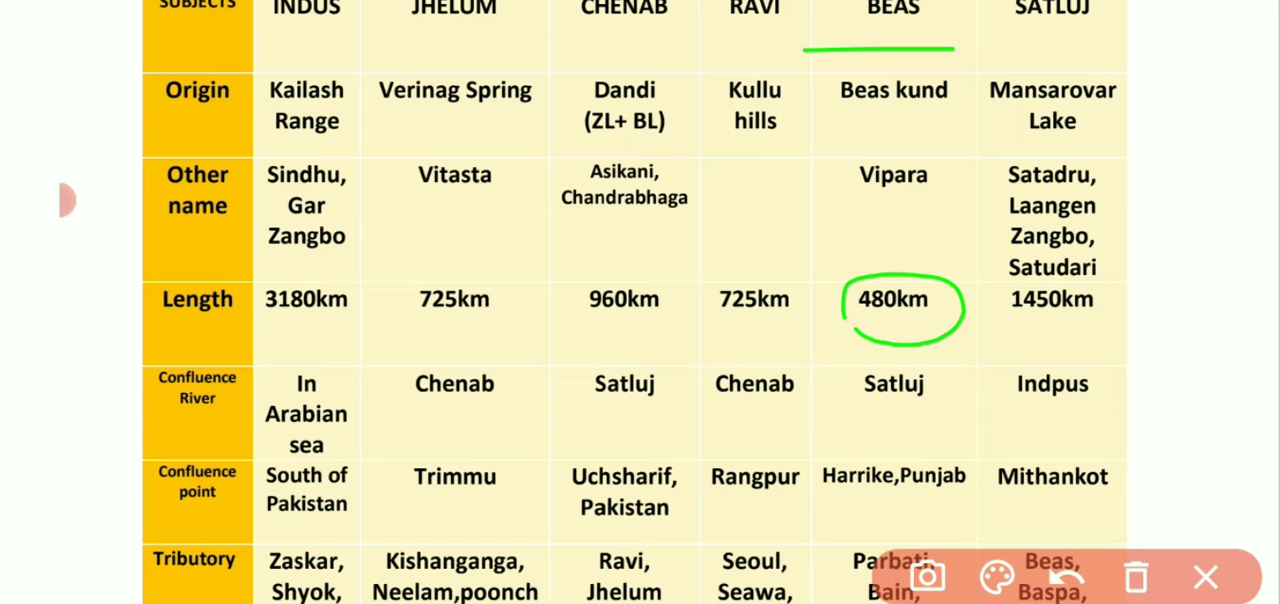 SUBJECTS INDUS JHELUM CHENAB RAVI BEAS SATLUJ
Origin Kailash Verinag Spring Dandi Kullu Beas kund Mansarovar
Range (ZL+ BL) hills Lake
Other Sindhu, Vitasta Asikani, Vipara Satadru,
name Gar Chandrabhaga Laangen
Zangbo Zangbo,
Satudari
Length 3180km 725km 960km 725km 480km 1450km
Confluence In Chenab Satluj Chenab Satluj Indpus
River Arabian
sea
Confluence South of Trimmu Uchsharif, Rangpur Harrike,Punjab Mithankot
point Pakistan Pakistan
Tributory Zaskar, Kishanganga, Ravi, Seoul, Parbati, Beas,
Shyok, Neelam,poonch Jhelum Seawa, Bain, Baspa,